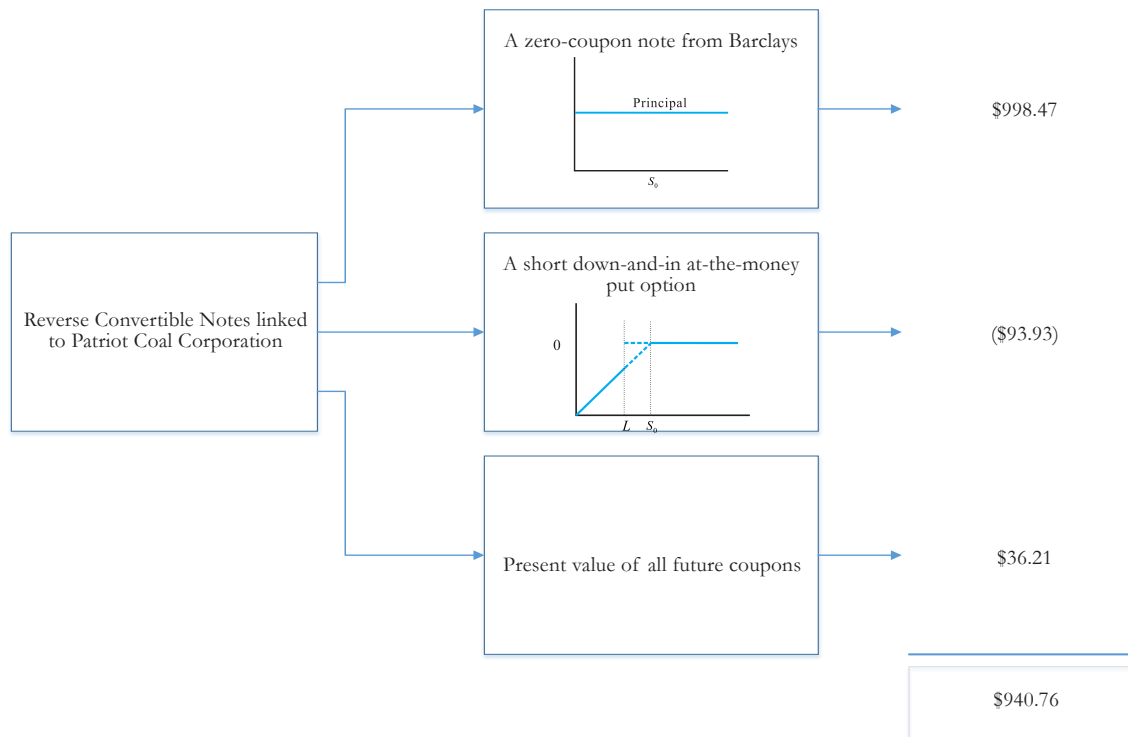 A zero-coupon note from Barclays
Principal
S₀
$998.47
Reverse Convertible Notes linked
to Patriot Coal Corporation
A short down-and-in at-the-money
put option
0
L S₀
($93.93)
Present value of all future coupons
$36.21
$940.76